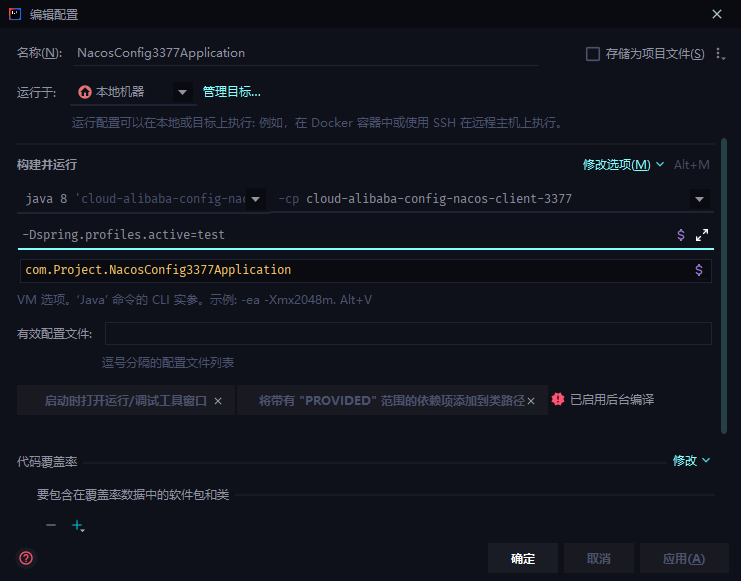 编辑配置
名称(N): NacosConfig3377Application 存储为项目文件(S)
运行于: 本地机器 管理目标...
运行配置可以在本地或目标上执行: 例如，在 Docker 容器中或使用 SSH 在远程主机上执行。
构建并运行 修改选项(M) Alt+M
java 8 'cloud-alibaba-config-nac -cp cloud-alibaba-config-nacos-client-3377
-Dspring.profiles.active=test
com.Project.NacosConfig3377Application
VM 选项。'Java' 命令的 CLI 实参。示例: -ea -Xmx2048m. Alt+V
有效配置文件:
逗号分隔的配置文件列表
启动时打开运行/调试工具窗口 × 将带有 "PROVIDED" 范围的依赖项添加到类路径 × 已启用后台编译
代码覆盖率 修改
要包含在覆盖率数据中的软件包和类
确定 取消 应用(A)